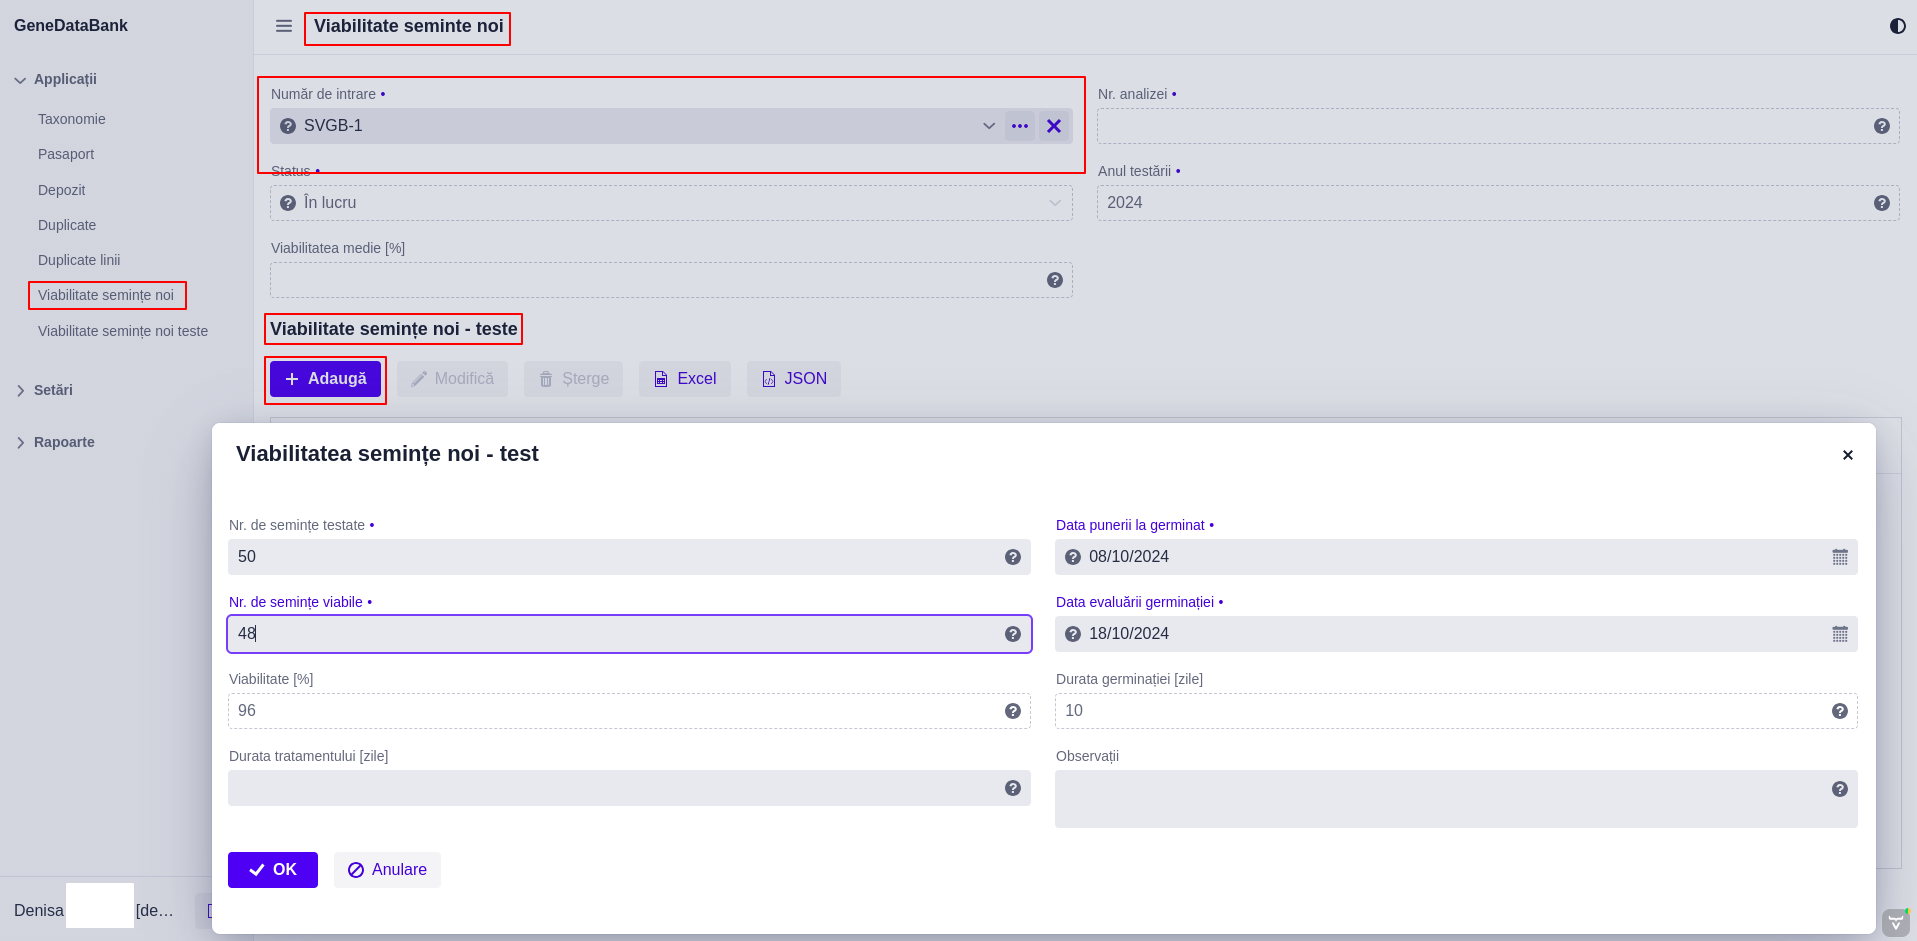 GeneDataBank
Viabilitate seminte noi
Applicații
Taxonomie
Pasaport
Depozit
Duplicate
Duplicate linii
Viabilitate semințe noi
Viabilitate semințe noi teste
Setări
Rapoarte
Denisa [de...
Număr de intrare •
SVGB-1
Nr. analizei •
Status •
În lucru
Anul testării •
2024
Viabilitatea medie [%]
Viabilitate semințe noi - teste
Adaugă Modifică Șterge Excel JSON
Viabilitatea semințe noi - test
Nr. de semințe testate •
50
Data punerii la germinat •
08/10/2024
Nr. de semințe viabile •
48
Data evaluării germinației •
18/10/2024
Viabilitate [%]
96
Durata germinației [zile]
10
Durata tratamentului [zile]
Observații
OK Anulare